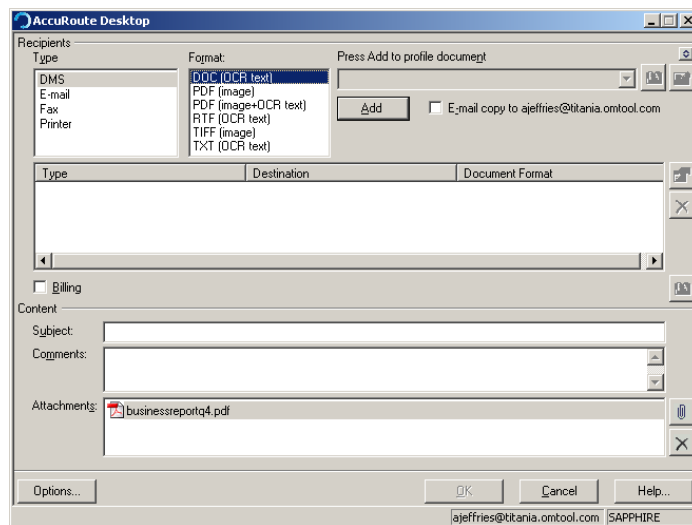 AccuRoute Desktop
Recipients
Type
Format:
Press Add to profile document
DMS
E-mail
Fax
Printer
DOC (OCR text)
PDF (image)
PDF (image+OCR text)
RTF (OCR text)
TIFF (image)
TXT (OCR text)
Add
E-mail copy to ajeffries@titania.omtool.com
Type Destination Document Format
Billing
Content
Subject:
Comments:
Attachments: businessreportq4.pdf
Options... OK Cancel Help...
ajeffries@titania.omtool.com SAPPHIRE